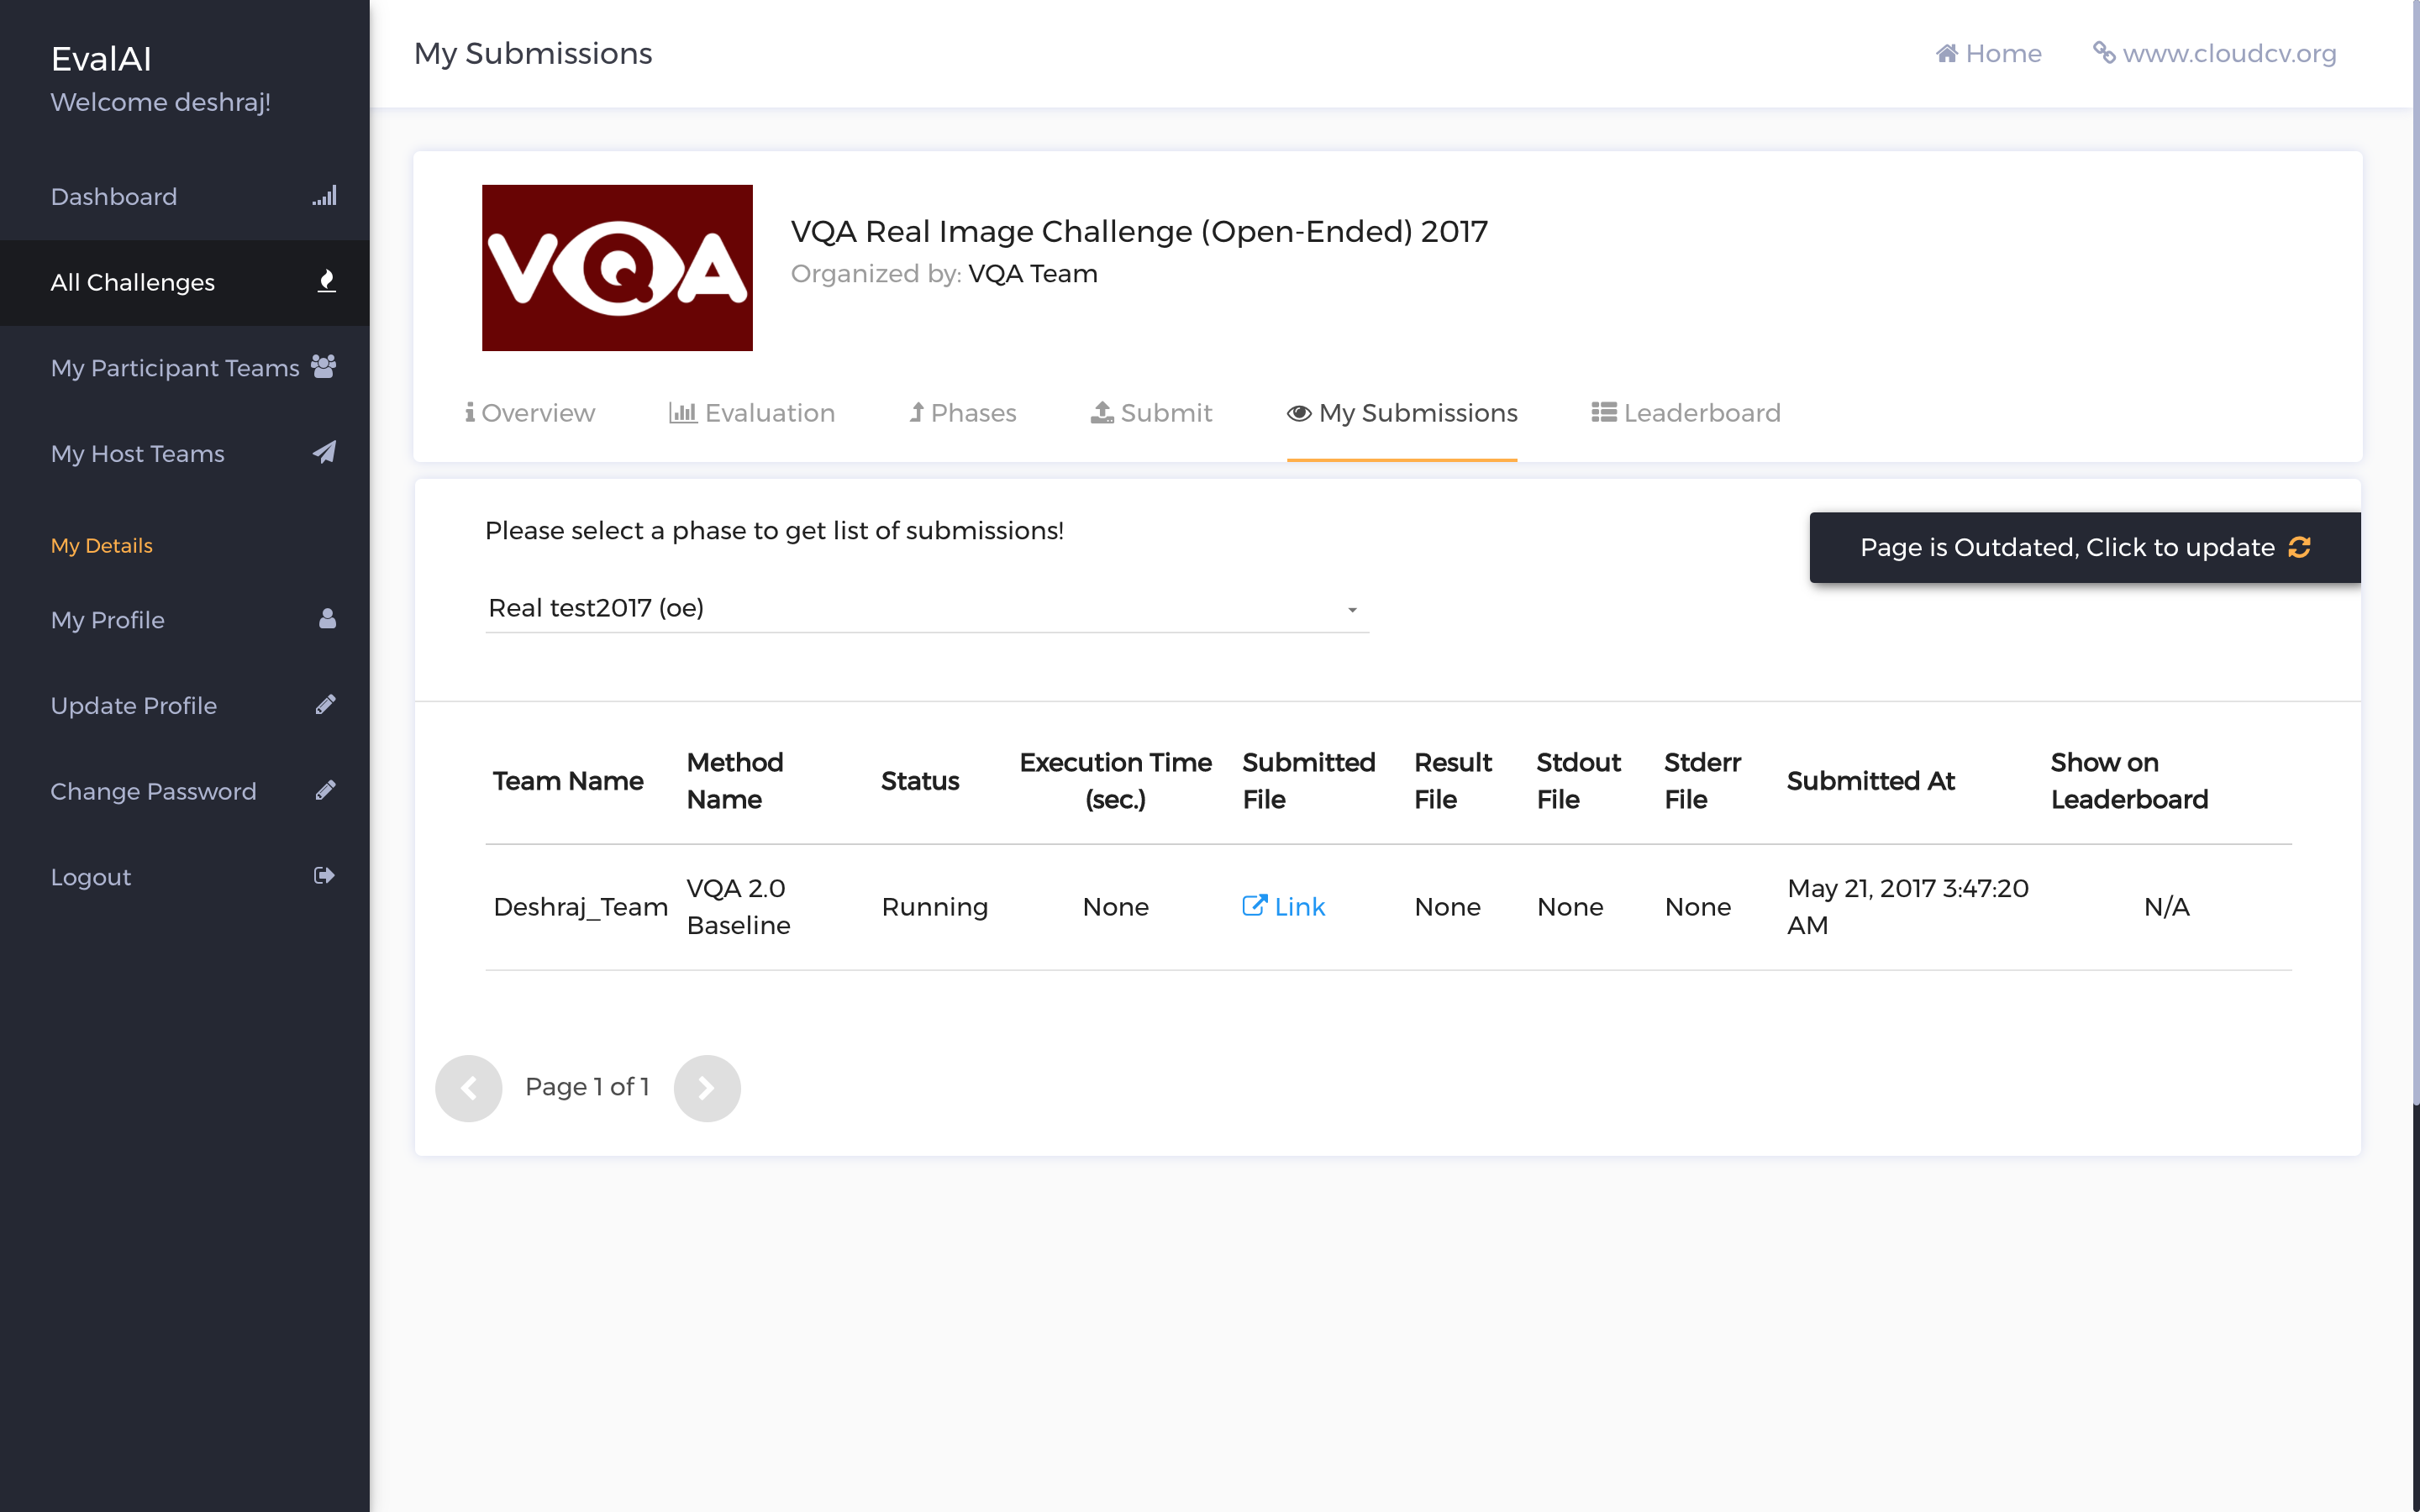 EvalAI
Welcome deshraj!
Dashboard
All Challenges
My Participant Teams
My Host Teams
My Details
My Profile
Update Profile
Change Password
Logout
My Submissions
Home
www.cloudcv.org
VQA
VQA Real Image Challenge (Open-Ended) 2017
Organized by: VQA Team
Overview
Evaluation
Phases
Submit
My Submissions
Leaderboard
Please select a phase to get list of submissions!
Page is Outdated, Click to update
Real test2017 (oe)
Team Name
Method
Name
Status
Execution Time
(sec.)
Submitted
File
Result
File
Stdout
File
Stderr
File
Submitted At
Show on
Leaderboard
Deshraj_Team
VQA 2.0
Baseline
Running
None
Link
None
None
None
May 21, 2017 3:47:20
AM
N/A
Page 1 of 1